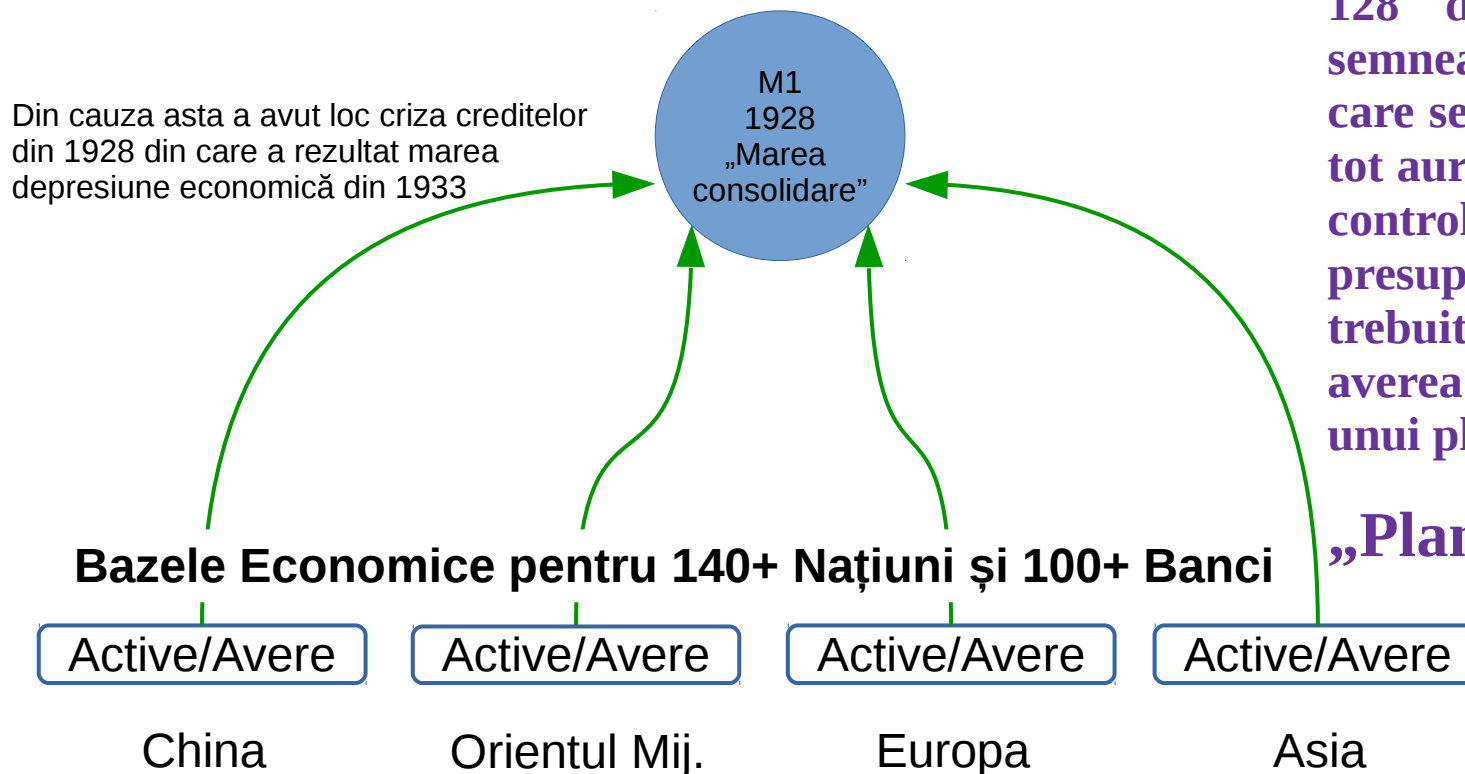 Din cauza asta a avut loc criza creditelor
din 1928 din care a rezultat marea
depresiune economică din 1933
M1
1928
„Marea
consolidare”
128
semnea
care se
tot aur
control
presup
trebuit
averea
unui pl
„Plan
Bazele Economice pentru 140+ Națiuni și 100+ Banci
Active/Avere Active/Avere Active/Avere Active/Avere
China Orientul Mij. Europa Asia